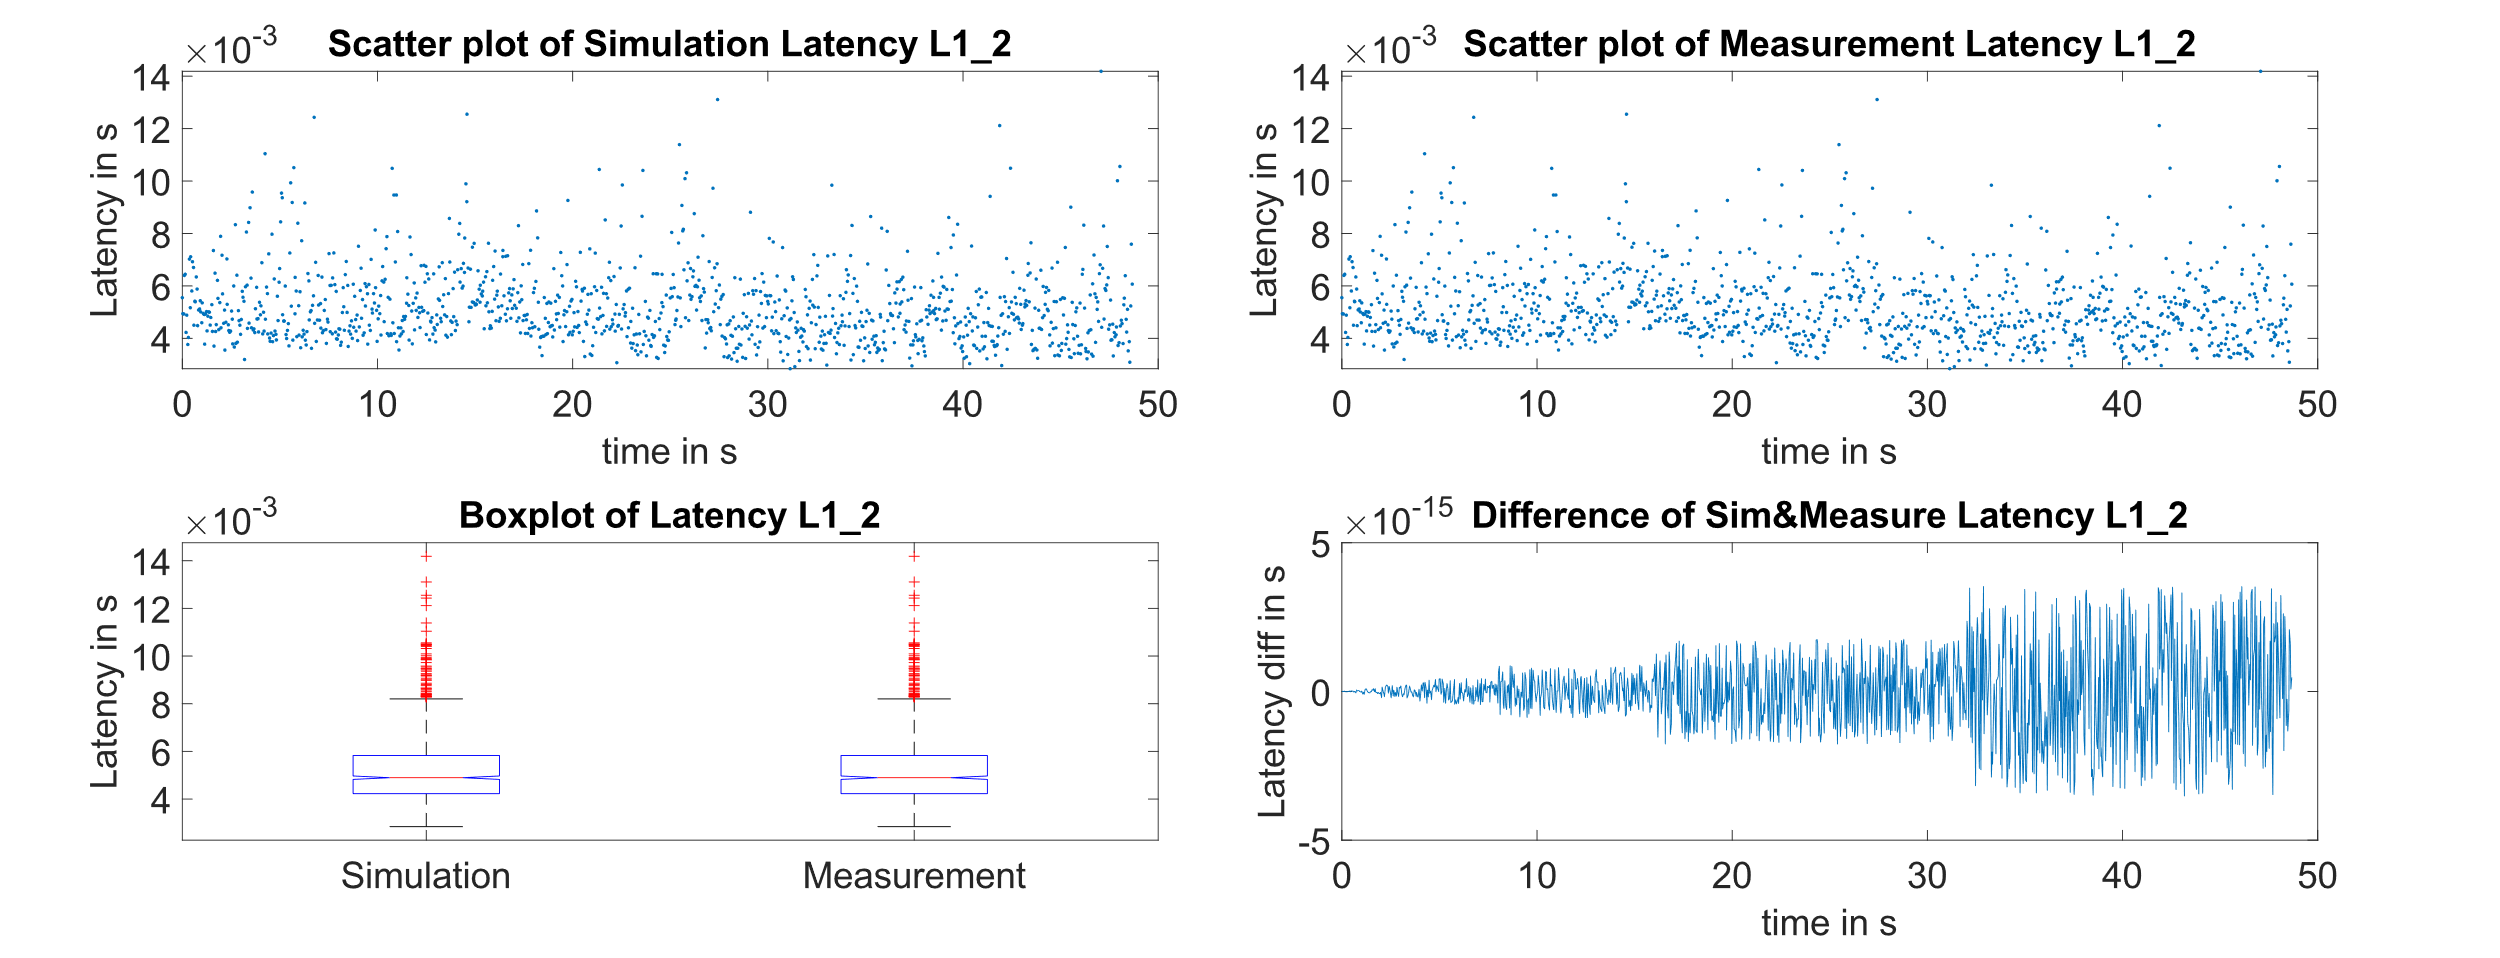 ×10-3
Scatter plot of Simulation Latency L1_2
14
12
10
8
6
4
Latency in s
0 10 20 30 40 50
time in s
×10-3
Scatter plot of Measurement Latency L1_2
14
12
10
8
6
4
Latency in s
0 10 20 30 40 50
time in s
×10-3
Boxplot of Latency L1_2
14
12
10
8
6
4
Latency in s
Simulation Measurement
×10-15
Difference of Sim&Measure Latency L1_2
5
0
-5
Latency diff in s
0 10 20 30 40 50
time in s